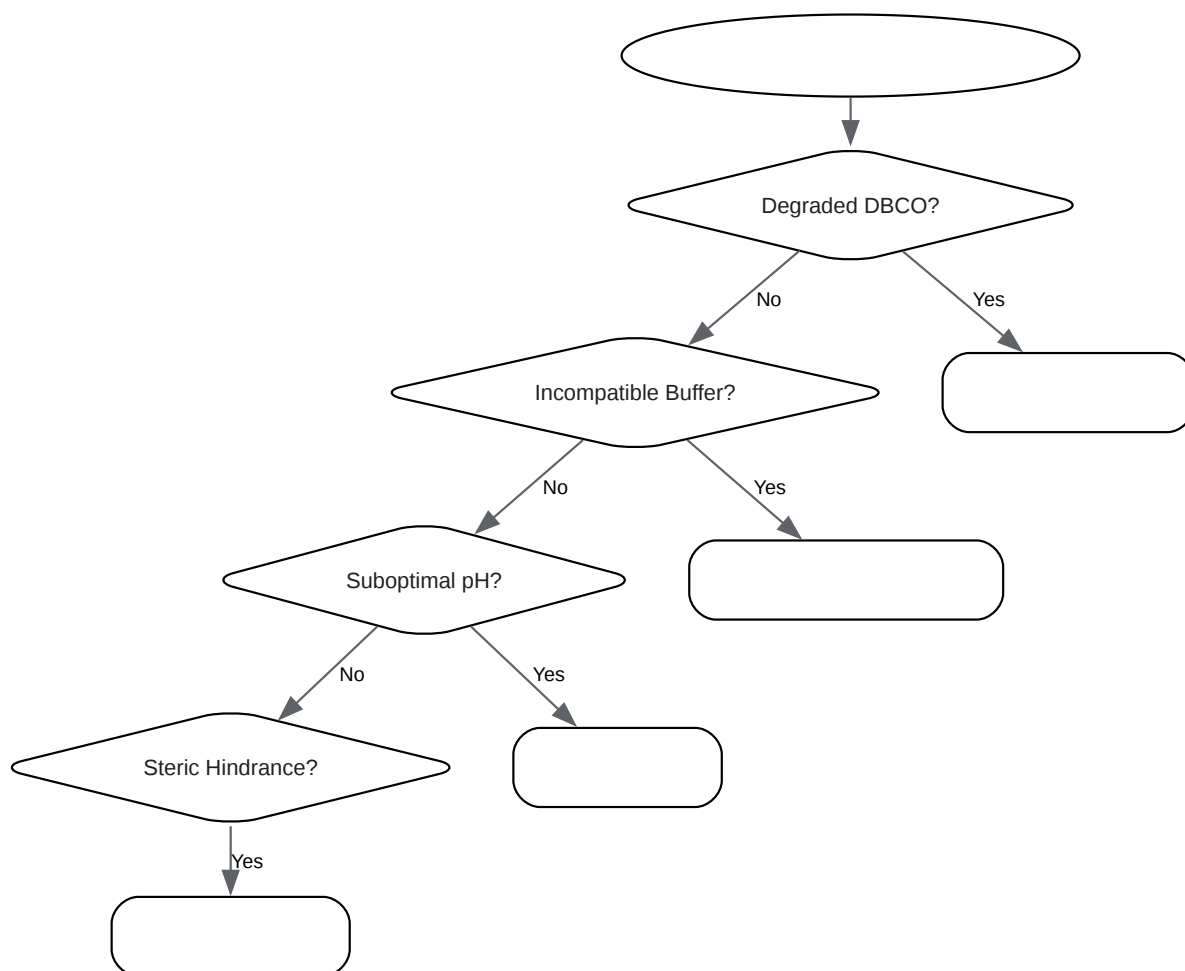 Degraded DBCO?
No
Yes
Incompatible Buffer?
No
Yes
Suboptimal pH?
No
Yes
Steric Hindrance?
Yes